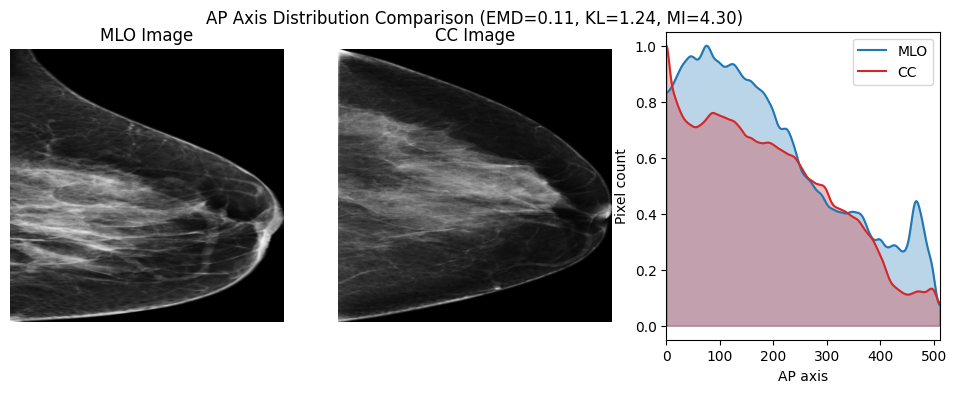 AP Axis Distribution Comparison (EMD=0.11, KL=1.24, MI=4.30)
MLO Image
CC Image
MLO
CC
Pixel count
1.0
0.8
0.6
0.4
0.2
0.0
0 100 200 300 400 500
AP axis